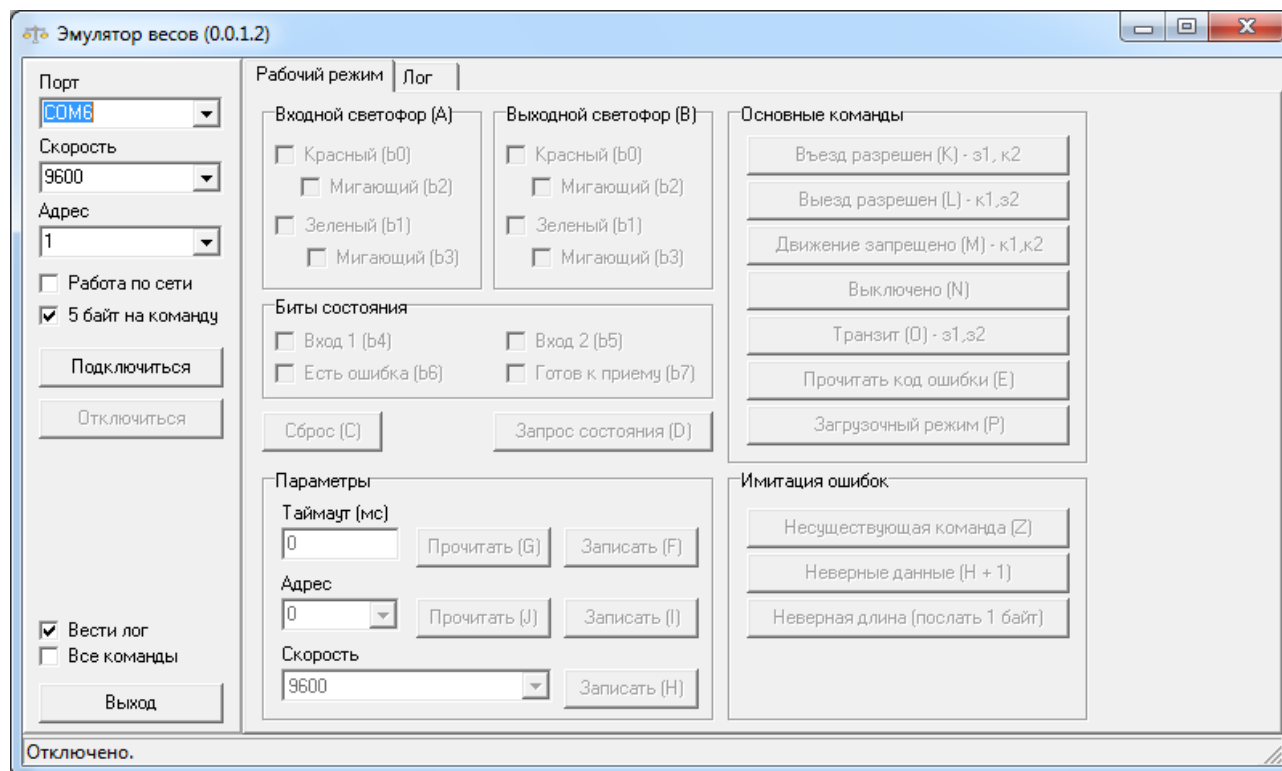 Эмулятор весов (0.0.1.2)
Порт
COM6
Скорость
9600
Адрес
1
Работа по сети
5 байт на команду
Подключиться
Отключиться
Вести лог
Все команды
Выход
Рабочий режим
Лог
Входной светофор (A)
Красный (b0)
Мигающий (b2)
Зеленый (b1)
Мигающий (b3)
Выходной светофор (B)
Красный (b0)
Мигающий (b2)
Зеленый (b1)
Мигающий (b3)
Биты состояния
Вход 1 (b4)
Вход 2 (b5)
Есть ошибка (b6)
Готов к приему (b7)
Сброс (C)
Запрос состояния (D)
Параметры
Таймаут (мс)
0
Прочитать (G)
Записать (F)
Адрес
0
Прочитать (J)
Записать (I)
Скорость
9600
Записать (H)
Основные команды
Въезд разрешен (K) - з1, к2
Выезд разрешен (L) - к1,з2
Движение запрещено (M) - к1,к2
Выключено (N)
Транзит (O) - з1,з2
Прочитать код ошибки (E)
Загрузочный режим (P)
Имитация ошибок
Несуществующая команда (Z)
Неверные данные (H + 1)
Неверная длина (послать 1 байт)
Отключено.